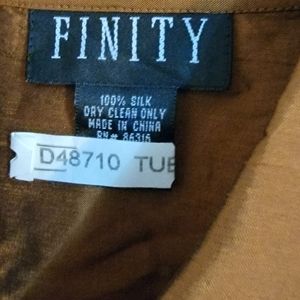 FINITY
100% SILK
DRY CLEAN ONLY
MADE IN CHINA
RN# 86315
D48710 TUE